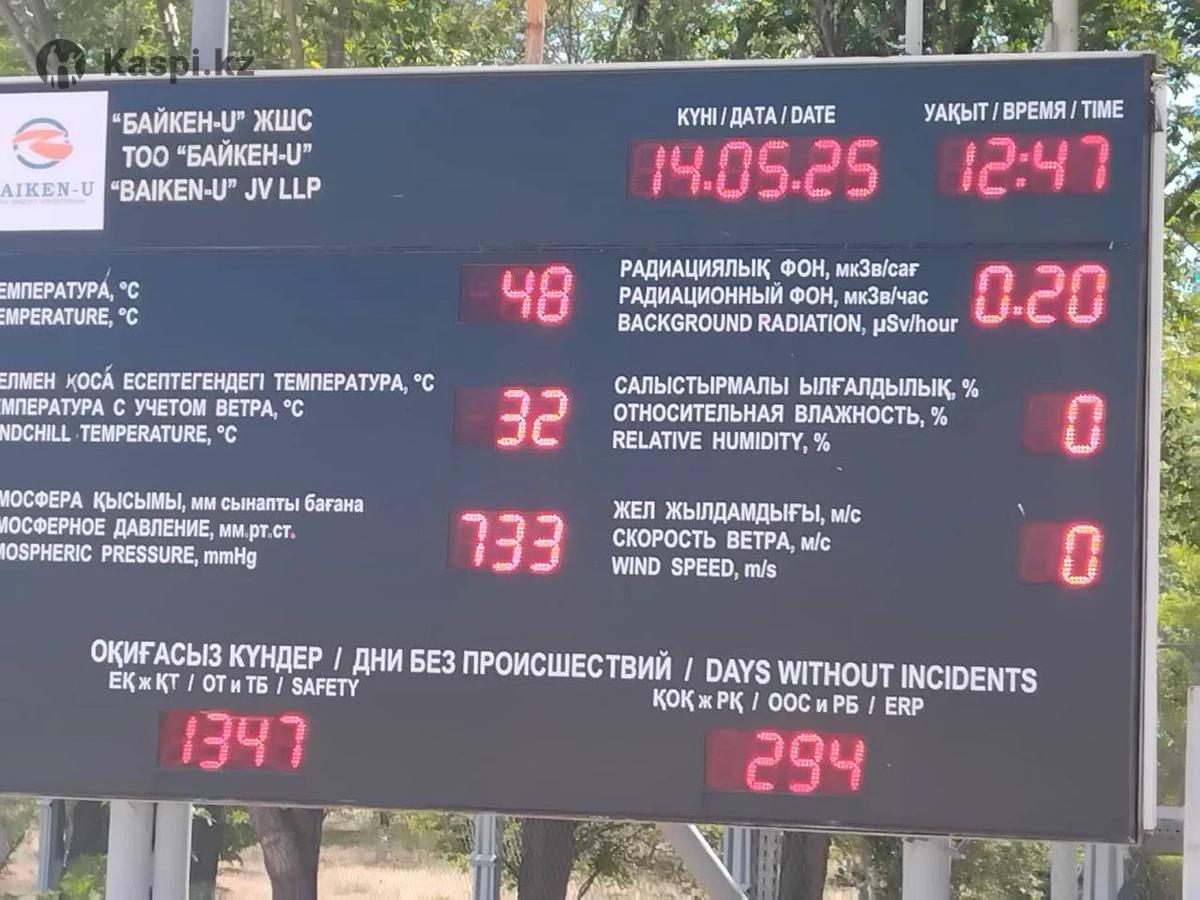 Kaspi.kz
"БАЙКЕН-U" ЖШС
ТОО "БАЙКЕН-U"
"BAIKEN-U" JV LLP
AIKEN-U
КҮНІ / ДАТА / DATE
14.05.25
УАҚЫТ / ВРЕМЯ / TIME
12:47
ЕМПЕРАТУРА, °C
EMPERATURE, °C
48
РАДИАЦИЯЛЫҚ ФОН, мкЗв/сағ
РАДИАЦИОННЫЙ ФОН, мкЗв/час
BACKGROUND RADIATION, µSv/hour
0.20
ЕЛМЕН ҚОСА ЕСЕПТЕГЕНДЕГІ ТЕМПЕРАТУРА, °C
ЕМПЕРАТУРА С УЧЕТОМ ВЕТРА, °C
NDCHILL TEMPERATURE, °C
32
САЛЫСТЫРМАЛЫ ЫЛҒАЛДЫЛЫҚ, %
ОТНОСИТЕЛЬНАЯ ВЛАЖНОСТЬ, %
RELATIVE HUMIDITY, %
0
МОСФЕРА ҚЫСЫМЫ, мм сынапты бағана
МОСФЕРНОЕ ДАВЛЕНИЕ, мм.рт.ст.
MOSPHERIC PRESSURE, mmHg
733
ЖЕЛ ЖЫЛДАМДЫҒЫ, м/с
СКОРОСТЬ ВЕТРА, м/с
WIND SPEED, m/s
0
ОҚИҒАСЫЗ КҮНДЕР / ДНИ БЕЗ ПРОИСШЕСТВИЙ / DAYS WITHOUT INCIDENTS
ЕҚ ж ҚТ / ОТ и ТБ / SAFETY
1347
ҚОҚ ж РҚ / ООС и РБ / ERP
294